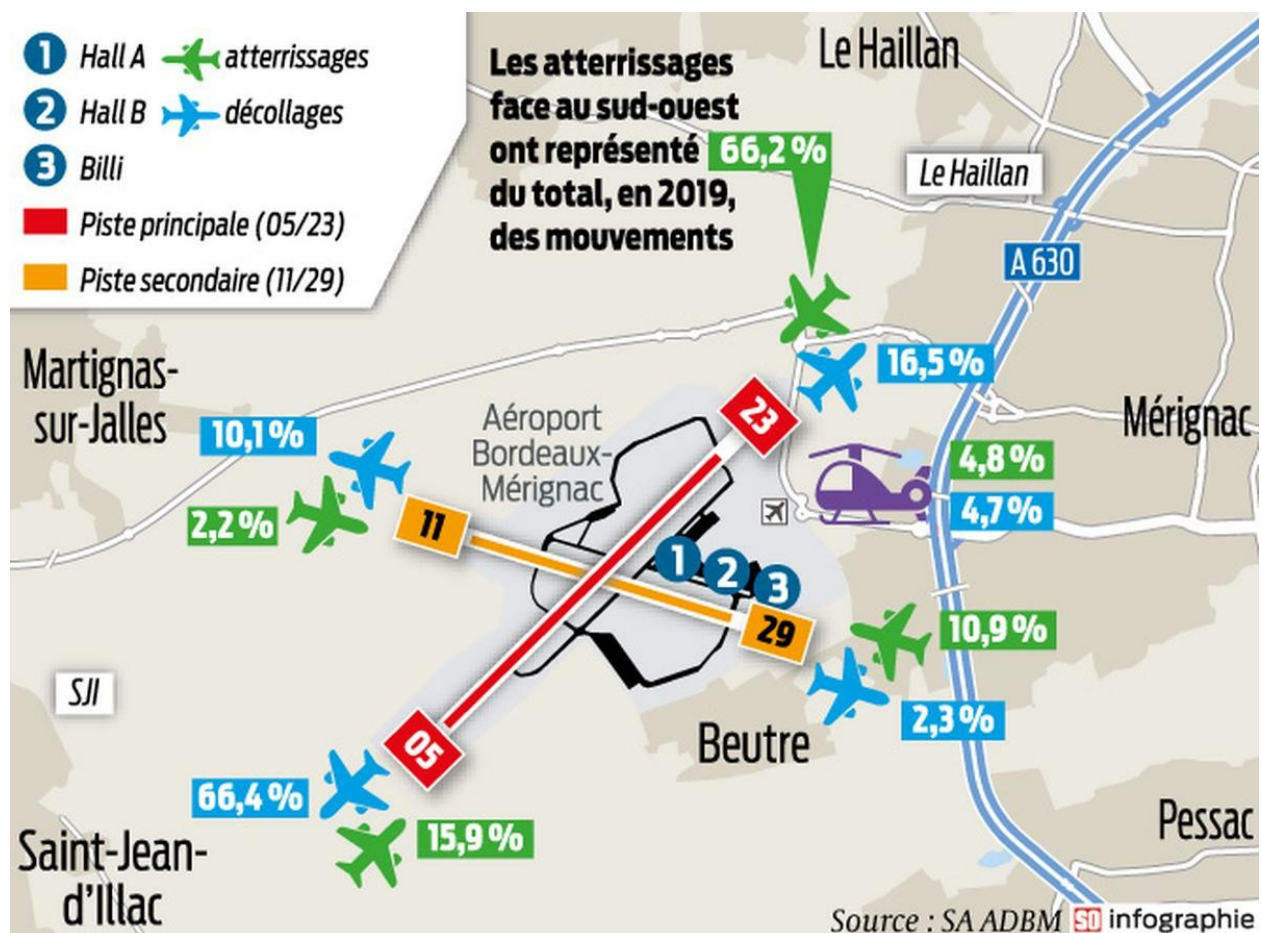 1 Hall A atterrissages
2 Hall B décollages
3 Billi
Piste principale (05/23)
Piste secondaire (11/29)
Les atterrissages
face au sud-ouest
ont représenté 66,2 %
du total, en 2019,
des mouvements
Le Haillan
Le Haillan
A 630
Martignas-
sur-Jalles
10,1 %
2,2 %
11
Aéroport
Bordeaux-
Mérignac
23
16,5 %
Mérignac
4,8 %
4,7 %
1
2
3
29
10,9 %
2,3 %
SJI
Beutre
05
66,4 %
15,9 %
Saint-Jean-
d'Illac
Pessac
Source : SA ADBM SO infographie